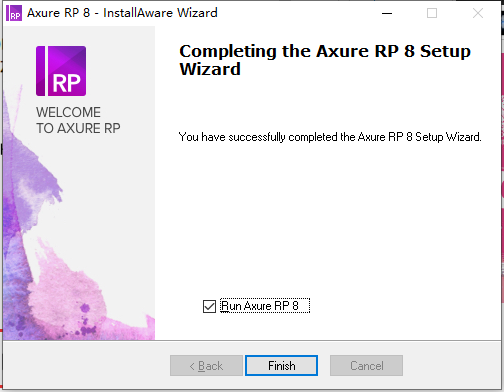 Axure RP 8 - InstallAware Wizard
RP
WELCOME
TO AXURE RP
Completing the Axure RP 8 Setup
Wizard
You have successfully completed the Axure RP 8 Setup Wizard.
Run Axure RP 8
< Back
Finish
Cancel